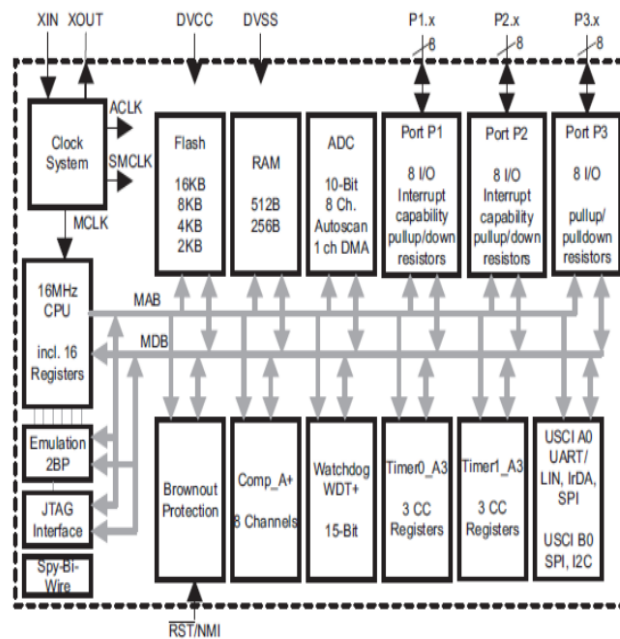 XIN XOUT DVCC DVSS P1.x P2.x P3.x
8 8 8
Clock
System
ACLK
SMCLK
MCLK
Flash
16KB
8KB
4KB
2KB
RAM
512B
256B
ADC
10-Bit
8 Ch.
Autoscan
1 ch DMA
Port P1
8 I/O
Interrupt
capability
pullup/down
resistors
Port P2
8 I/O
Interrupt
capability
pullup/down
resistors
Port P3
8 I/O
pullup/
pulldown
resistors
16MHz
CPU
incl. 16
Registers
MAB
MDB
Emulation
2BP
JTAG
Interface
Spy-Bi-
Wire
Brownout
Protection
Comp_A+
8 Channels
Watchdog
WDT+
15-Bit
Timer0_A3
3 CC
Registers
Timer1_A3
3 CC
Registers
USCI A0
UART/
LIN, IrDA,
SPI
USCI B0
SPI, I2C
RST/NMI